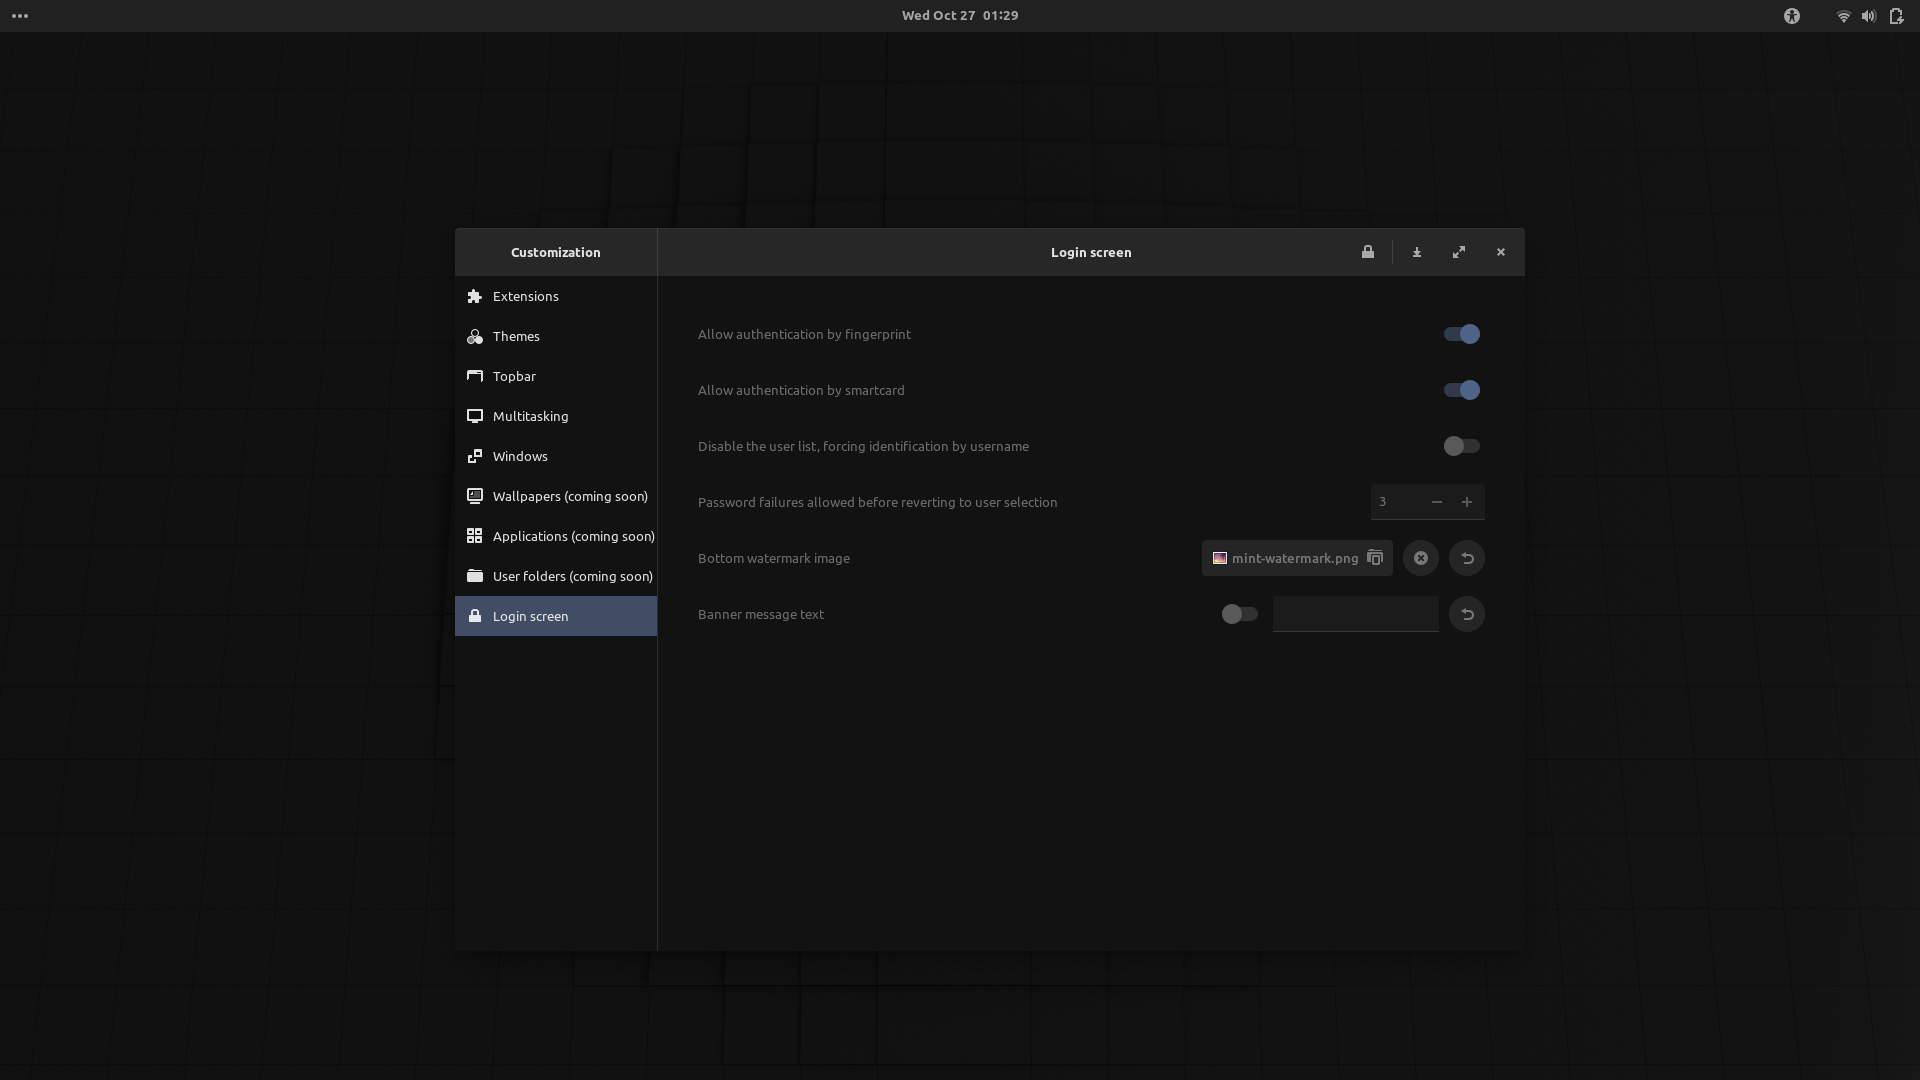 Wed Oct 27 01:29
Customization
Login screen
Extensions
Themes
Topbar
Multitasking
Windows
Wallpapers (coming soon)
Applications (coming soon)
User folders (coming soon)
Login screen
Allow authentication by fingerprint
Allow authentication by smartcard
Disable the user list, forcing identification by username
Password failures allowed before reverting to user selection
3
Bottom watermark image
mint-watermark.png
Banner message text